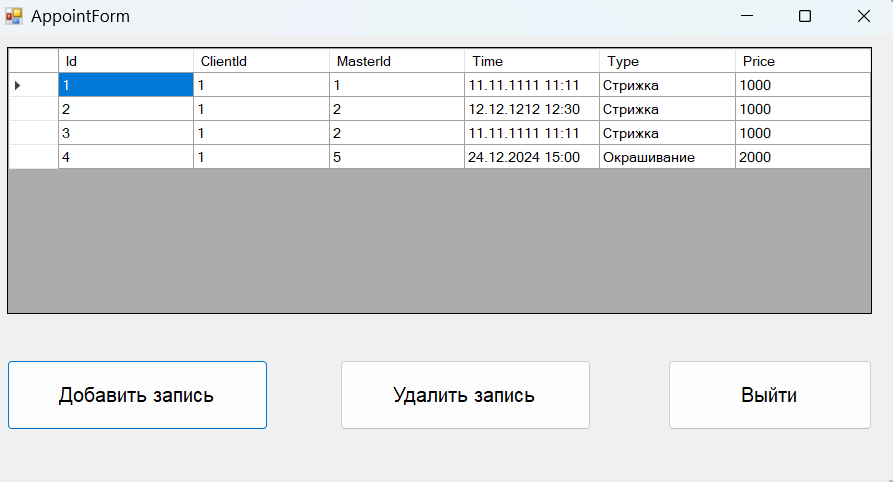 AppointForm
Id ClientId MasterId Time Type Price
1 1 1 11.11.1111 11:11 Стрижка 1000
2 1 2 12.12.1212 12:30 Стрижка 1000
3 1 2 11.11.1111 11:11 Стрижка 1000
4 1 5 24.12.2024 15:00 Окрашивание 2000
Добавить запись Удалить запись Выйти